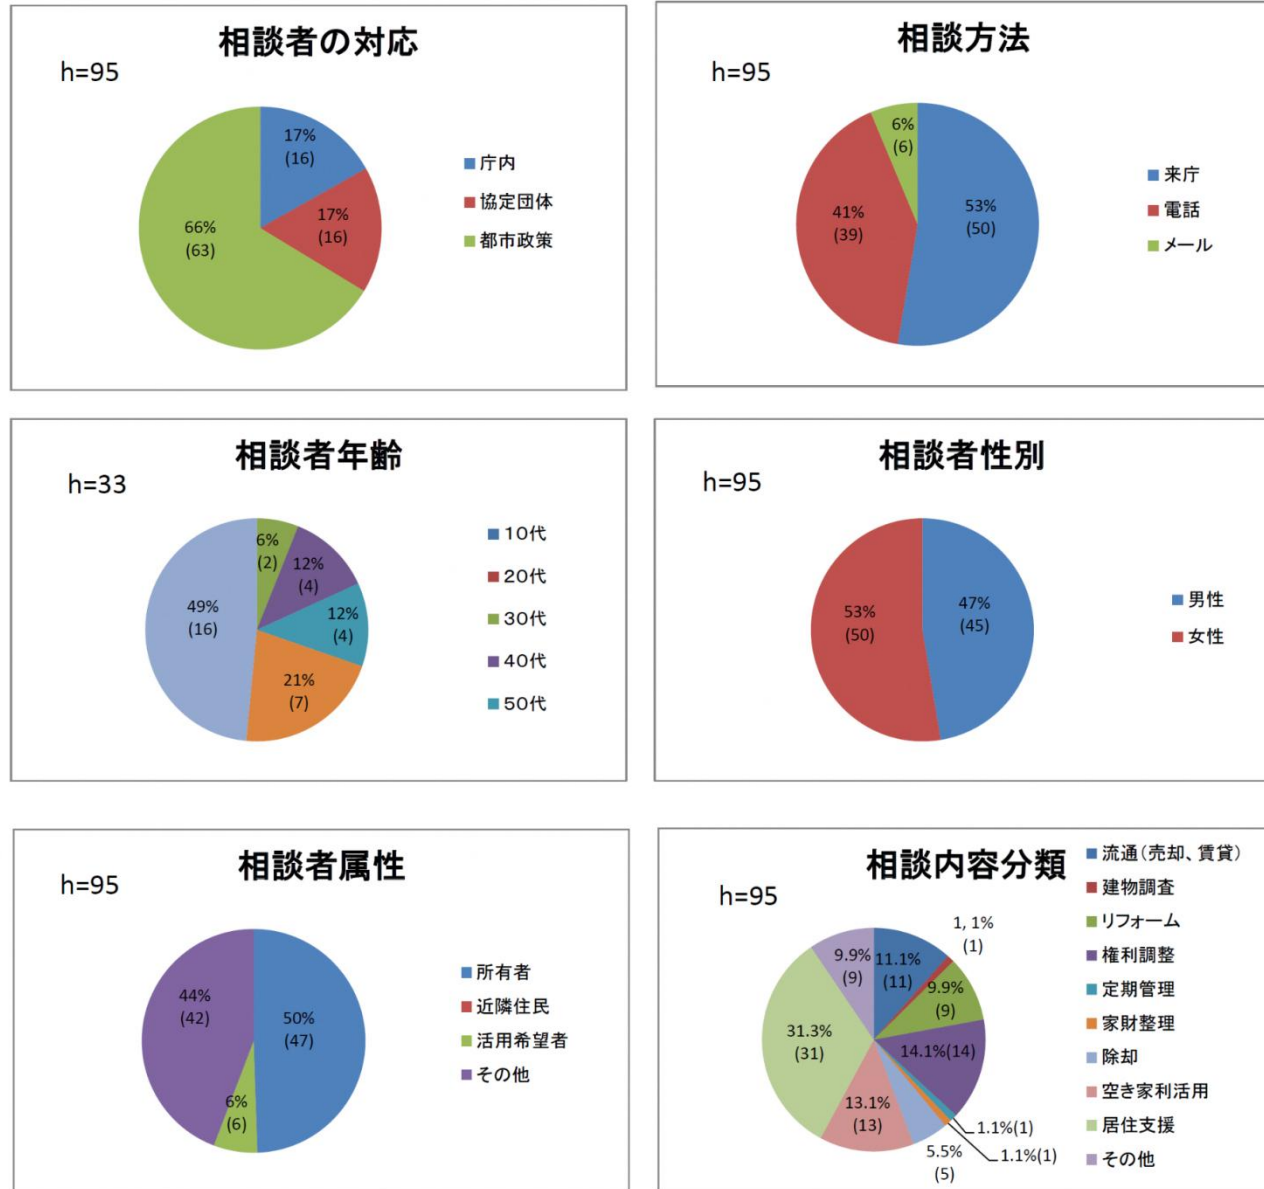 相談者の対応
h=95
17%
(16)
17%
(16)
66%
(63)
庁内
協定団体
都市政策
相談方法
h=95
6%
(6)
53%
(50)
41%
(39)
来庁
電話
メール
相談者年齢
h=33
6%
(2)
12%
(4)
12%
(4)
21%
(7)
49%
(16)
10代
20代
30代
40代
50代
相談者性別
h=95
53%
(50)
47%
(45)
男性
女性
相談者属性
h=95
44%
(42)
50%
(47)
6%
(6)
所有者
近隣住民
活用希望者
その他
相談内容分類
h=95
1, 1%
(1)
9.9%
(9)
11.1%
(11)
9.9%
(9)
31.3%
(31)
14.1%(14)
13.1%
(13)
1.1%(1)
1.1%(1)
5.5%
(5)
流通(売却、賃貸)
建物調査
リフォーム
権利調整
定期管理
家財整理
除却
空き家利活用
居住支援
その他